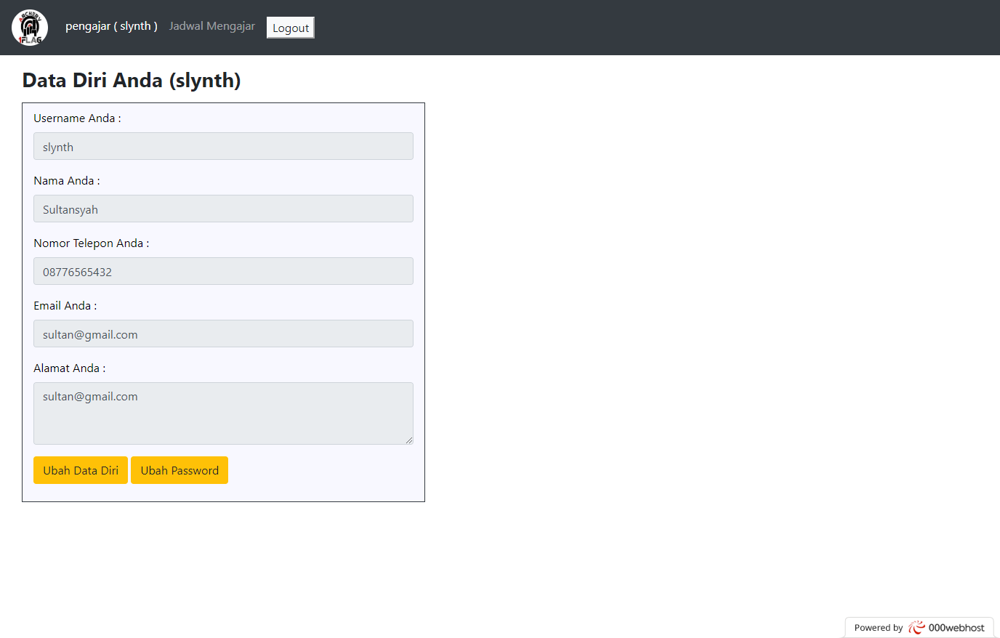 ARCHERY
1FLAG
pengajar ( slynth )
Jadwal Mengajar
Logout
Data Diri Anda (slynth)
Username Anda :
slynth
Nama Anda :
Sultansyah
Nomor Telepon Anda :
08776565432
Email Anda :
sultan@gmail.com
Alamat Anda :
sultan@gmail.com
Ubah Data Diri
Ubah Password
Powered by 000webhost